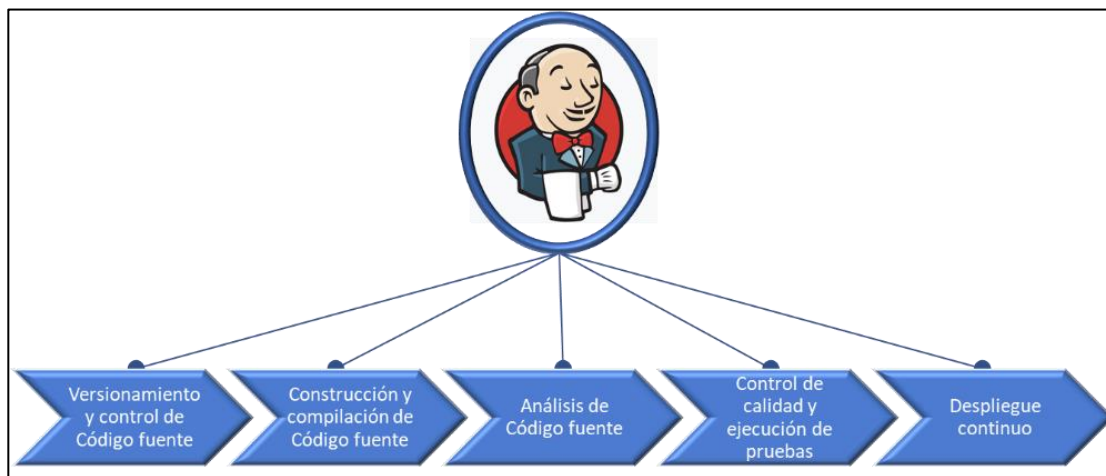 Versionamiento
y control de
Código fuente
Construcción y
compilación de
Código fuente
Análisis de
Código fuente
Control de
calidad y
ejecución de
pruebas
Despliegue
continuo